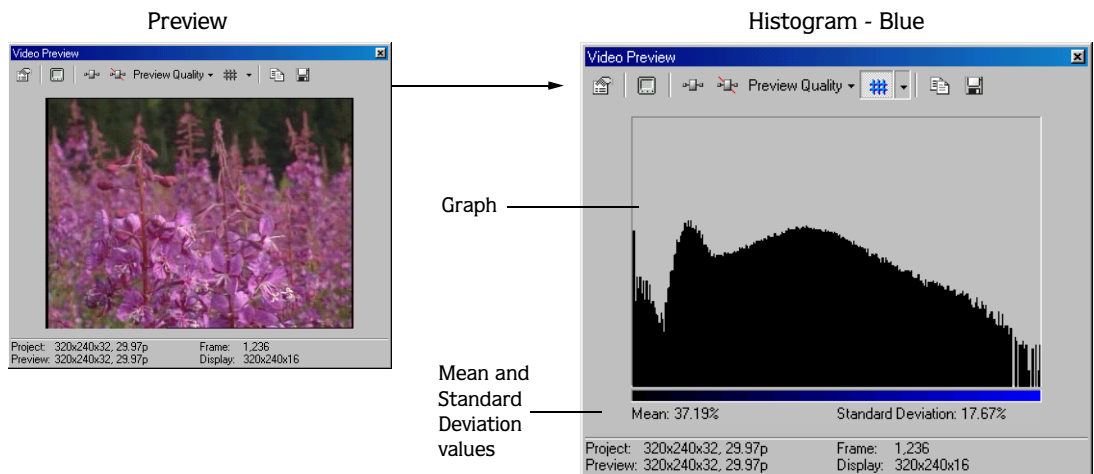 Preview
Histogram - Blue
Video Preview
Preview Quality
Project: 320x240x32, 29.97p Frame: 1,236
Preview: 320x240x32, 29.97p Display: 320x240x16
Video Preview
Preview Quality
Graph
Mean and
Standard
Deviation
values
Mean: 37.19% Standard Deviation: 17.67%
Project: 320x240x32, 29.97p Frame: 1,236
Preview: 320x240x32, 29.97p Display: 320x240x16